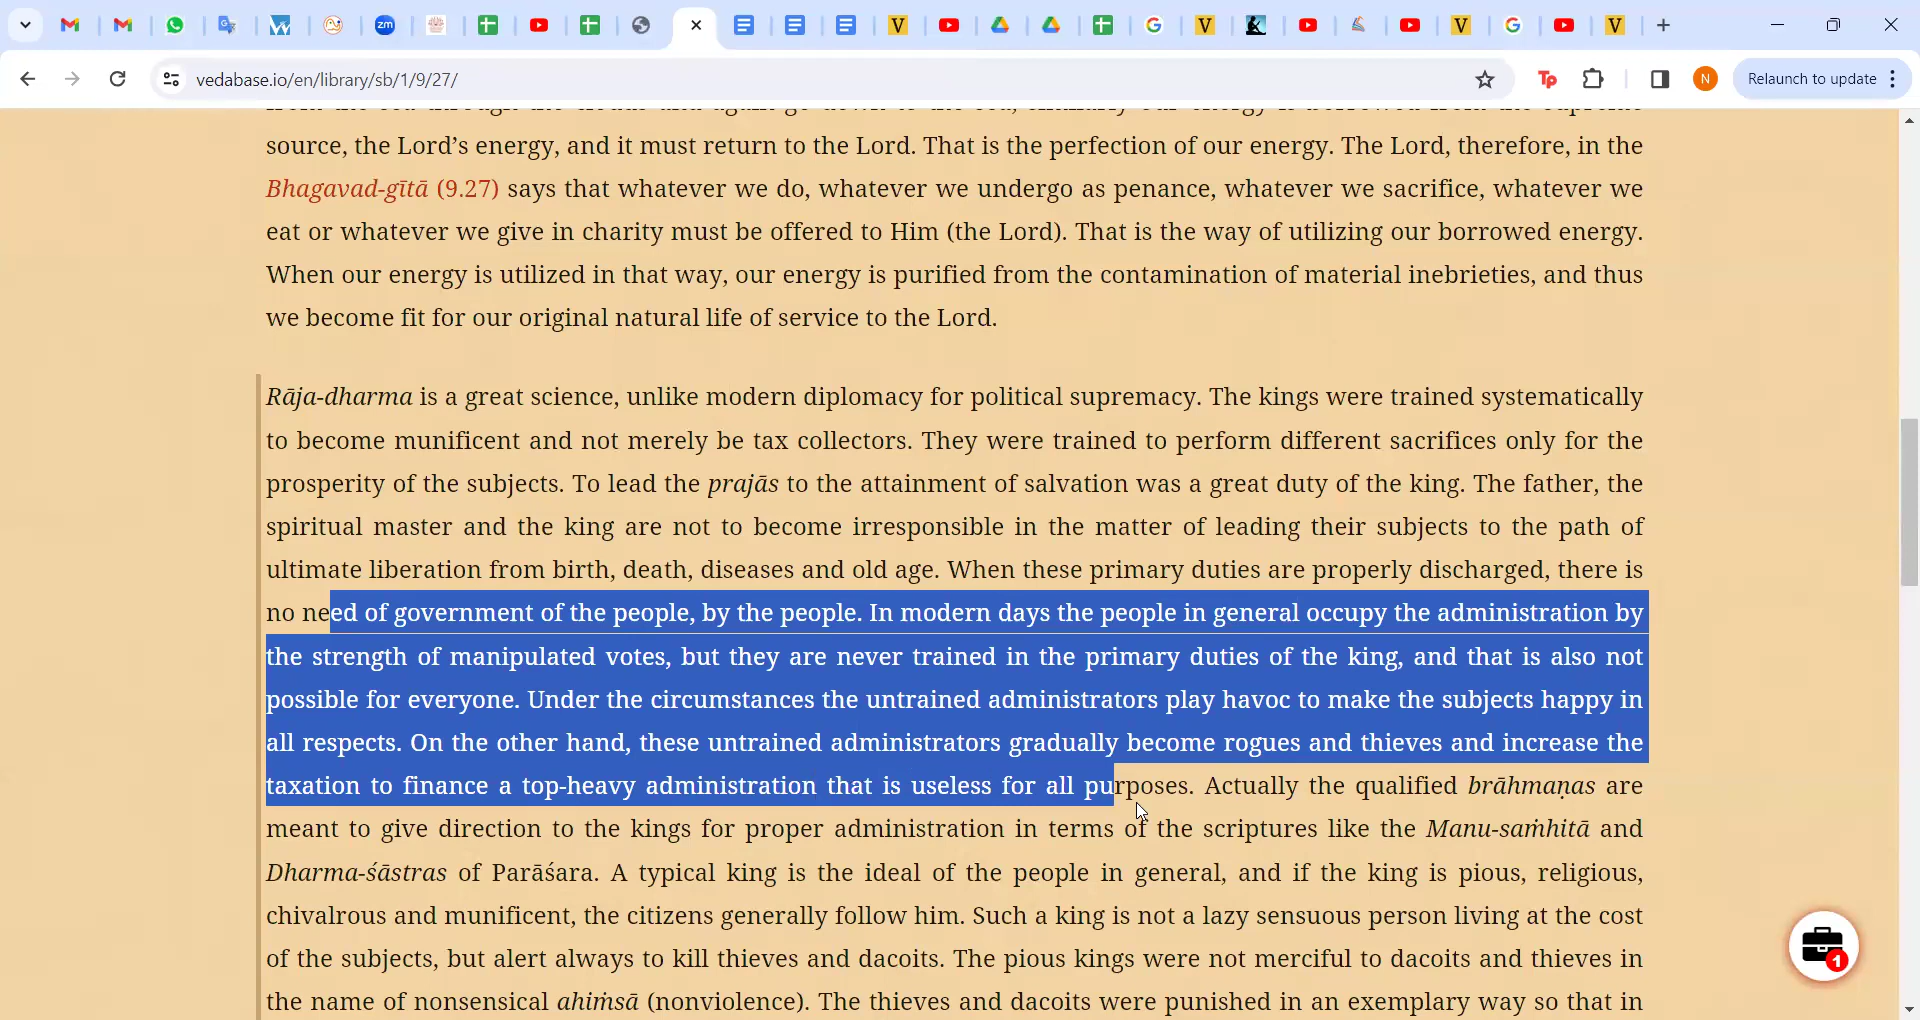 zm
vedabase.io/en/library/sb/1/9/27/
N
Relaunch to update
source, the Lord’s energy, and it must return to the Lord. That is the perfection of our energy. The Lord, therefore, in the
Bhagavad-gītā (9.27) says that whatever we do, whatever we undergo as penance, whatever we sacrifice, whatever we
eat or whatever we give in charity must be offered to Him (the Lord). That is the way of utilizing our borrowed energy.
When our energy is utilized in that way, our energy is purified from the contamination of material inebrieties, and thus
we become fit for our original natural life of service to the Lord.
Rāja-dharma is a great science, unlike modern diplomacy for political supremacy. The kings were trained systematically
to become munificent and not merely be tax collectors. They were trained to perform different sacrifices only for the
prosperity of the subjects. To lead the prajās to the attainment of salvation was a great duty of the king. The father, the
spiritual master and the king are not to become irresponsible in the matter of leading their subjects to the path of
ultimate liberation from birth, death, diseases and old age. When these primary duties are properly discharged, there is
no need of government of the people, by the people. In modern days the people in general occupy the administration by
the strength of manipulated votes, but they are never trained in the primary duties of the king, and that is also not
possible for everyone. Under the circumstances the untrained administrators play havoc to make the subjects happy in
all respects. On the other hand, these untrained administrators gradually become rogues and thieves and increase the
taxation to finance a top-heavy administration that is useless for all purposes. Actually the qualified brāhmaṇas are
meant to give direction to the kings for proper administration in terms of the scriptures like the Manu-saṁhitā and
Dharma-śāstras of Parāśara. A typical king is the ideal of the people in general, and if the king is pious, religious,
chivalrous and munificent, the citizens generally follow him. Such a king is not a lazy sensuous person living at the cost
of the subjects, but alert always to kill thieves and dacoits. The pious kings were not merciful to dacoits and thieves in
the name of nonsensical ahiṁsā (nonviolence). The thieves and dacoits were punished in an exemplary way so that in
1